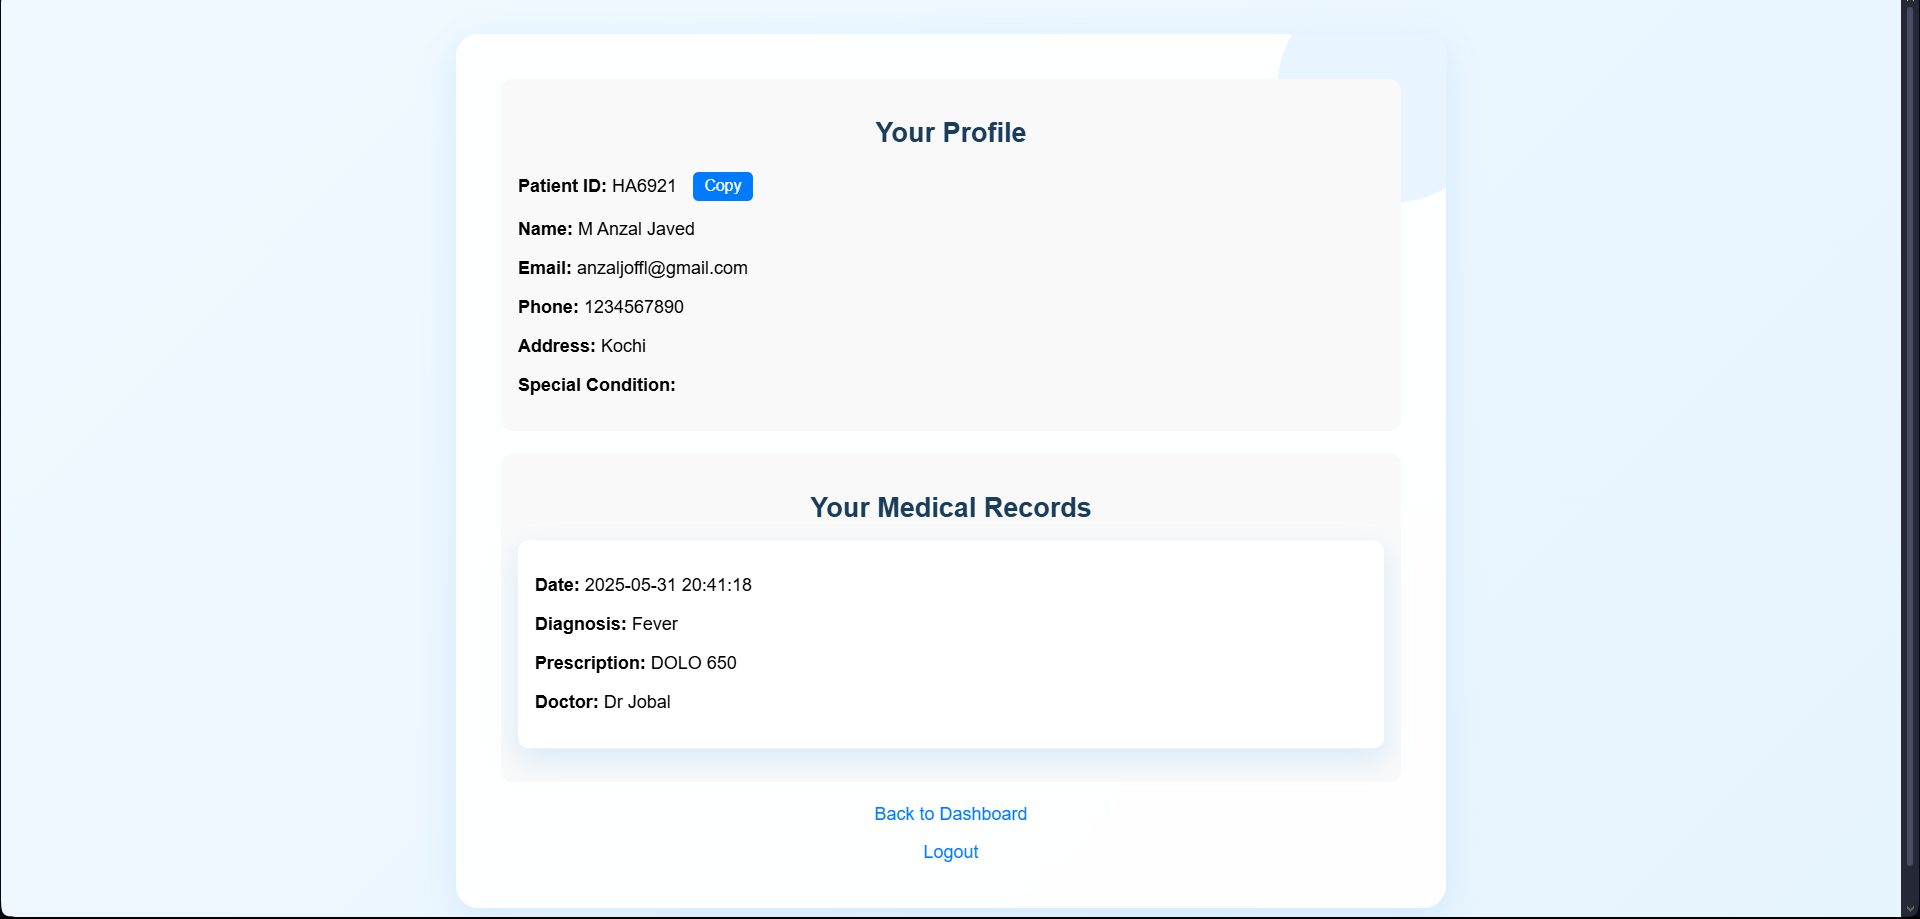 Your Profile
Patient ID: HA6921 Copy
Name: M Anzal Javed
Email: anzaljoffl@gmail.com
Phone: 1234567890
Address: Kochi
Special Condition:
Your Medical Records
Date: 2025-05-31 20:41:18
Diagnosis: Fever
Prescription: DOLO 650
Doctor: Dr Jobal
Back to Dashboard
Logout